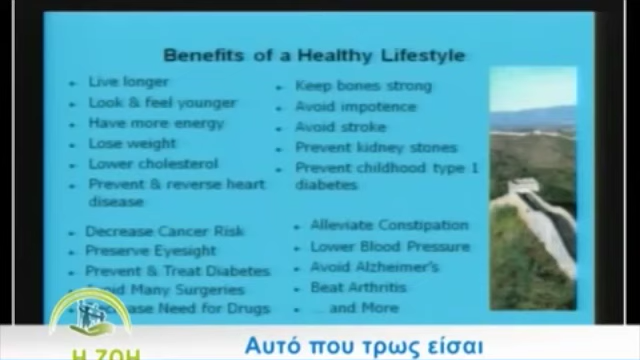 Benefits of a Healthy Lifestyle
Live longer
Look & feel younger
Have more energy
Lose weight
Lower cholesterol
Prevent & reverse heart
disease
Decrease Cancer Risk
Preserve Eyesight
Prevent & Treat Diabetes
Many Surgeries
Need for Drugs
Keep bones strong
Avoid impotence
Avoid stroke
Prevent kidney stones
Prevent childhood type 1
diabetes
Alleviate Constipation
Lower Blood Pressure
Avoid Alzheimer's
Beat Arthritis
... and More
Η ΖΩΗ
Αυτό που τρως είσαι